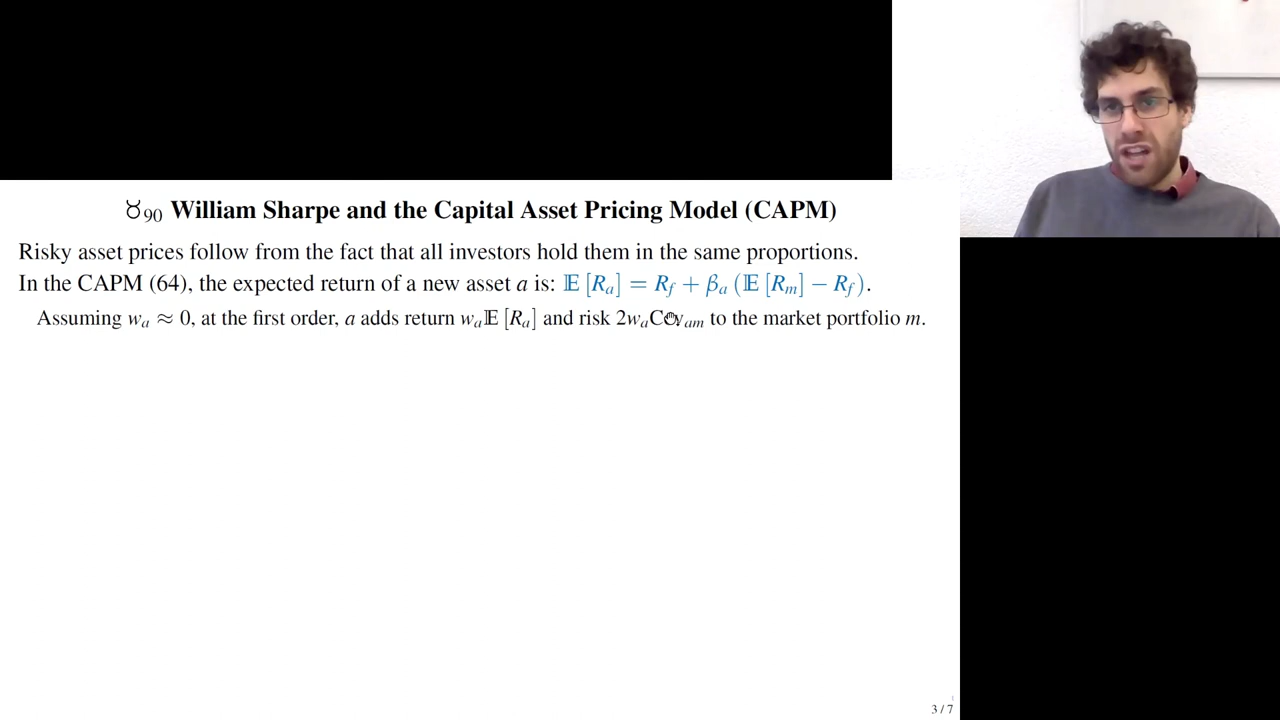 ♉90 William Sharpe and the Capital Asset Pricing Model (CAPM)
Risky asset prices follow from the fact that all investors hold them in the same proportions.
In the CAPM (64), the expected return of a new asset a is: 𝔼 [R_a] = R_f + β_a (𝔼 [R_m] − R_f).
Assuming w_a ≈ 0, at the first order, a adds return w_a𝔼 [R_a] and risk 2w_aCov_am to the market portfolio m.
3 / 7